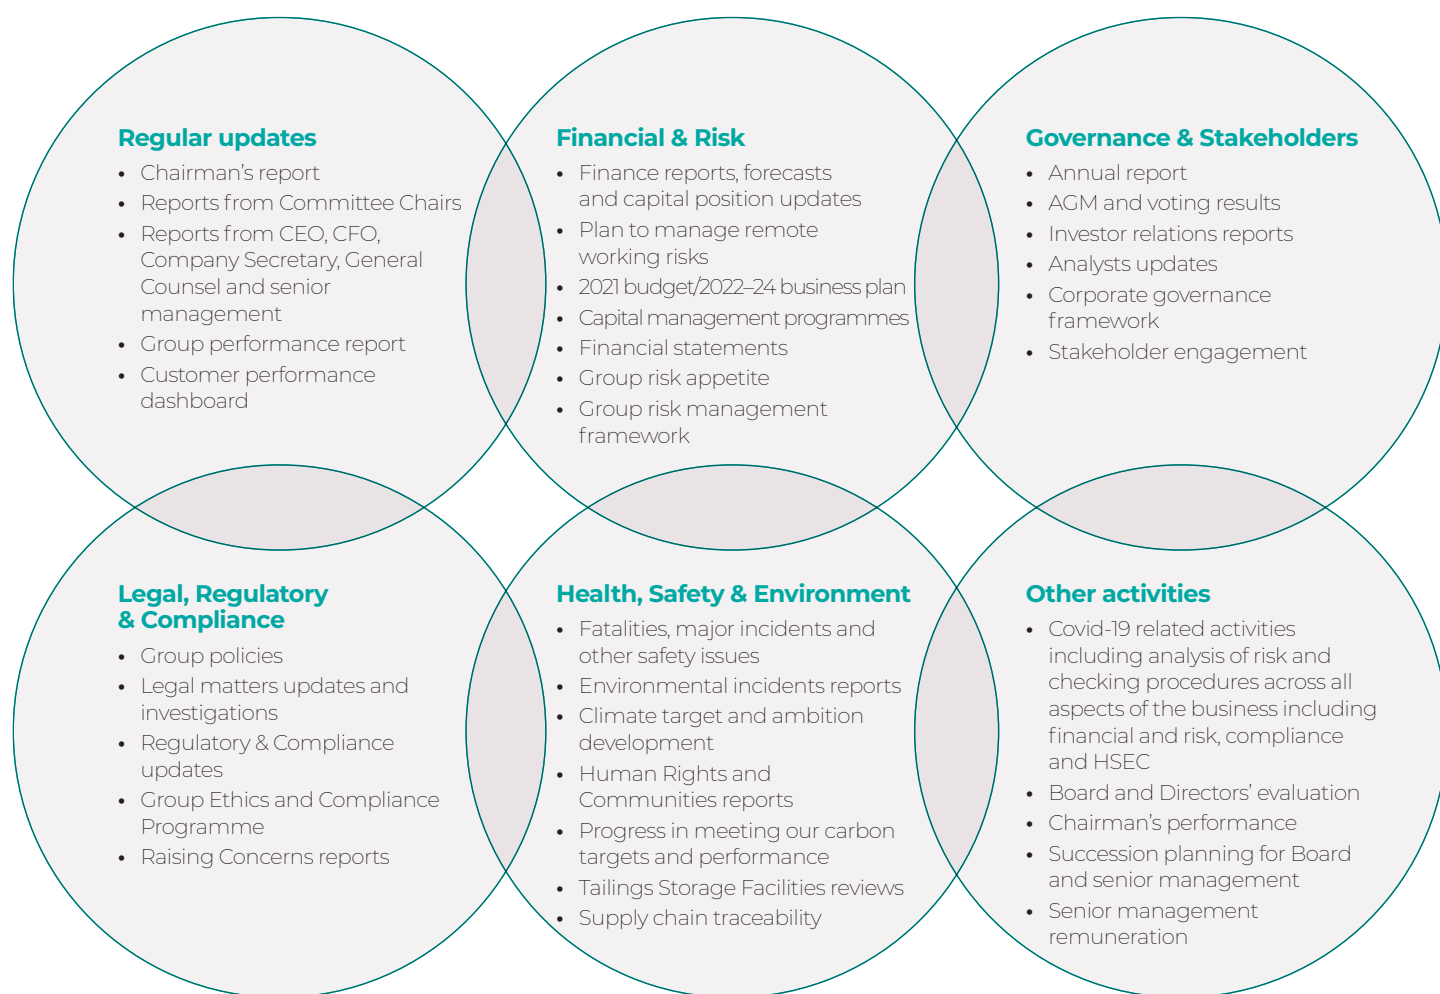 Regular updates
• Chairman’s report
• Reports from Committee Chairs
• Reports from CEO, CFO,
Company Secretary, General
Counsel and senior
management
• Group performance report
• Customer performance
dashboard
Financial & Risk
• Finance reports, forecasts
and capital position updates
• Plan to manage remote
working risks
• 2021 budget/2022–24 business plan
• Capital management programmes
• Financial statements
• Group risk appetite
• Group risk management
framework
Governance & Stakeholders
• Annual report
• AGM and voting results
• Investor relations reports
• Analysts updates
• Corporate governance
framework
• Stakeholder engagement
Legal, Regulatory
& Compliance
• Group policies
• Legal matters updates and
investigations
• Regulatory & Compliance
updates
• Group Ethics and Compliance
Programme
• Raising Concerns reports
Health, Safety & Environment
• Fatalities, major incidents and
other safety issues
• Environmental incidents reports
• Climate target and ambition
development
• Human Rights and
Communities reports
• Progress in meeting our carbon
targets and performance
• Tailings Storage Facilities reviews
• Supply chain traceability
Other activities
• Covid-19 related activities
including analysis of risk and
checking procedures across all
aspects of the business including
financial and risk, compliance
and HSEC
• Board and Directors’ evaluation
• Chairman’s performance
• Succession planning for Board
and senior management
• Senior management
remuneration